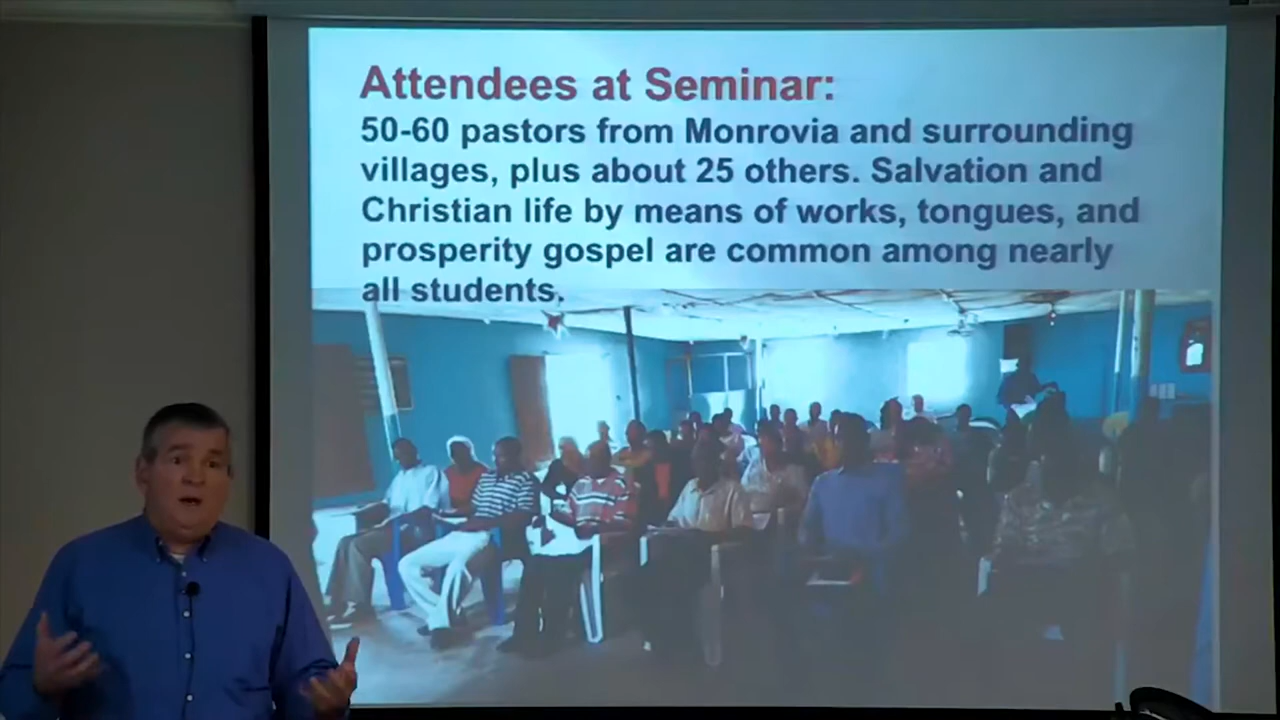 Attendees at Seminar:
50-60 pastors from Monrovia and surrounding
villages, plus about 25 others. Salvation and
Christian life by means of works, tongues, and
prosperity gospel are common among nearly
all students.